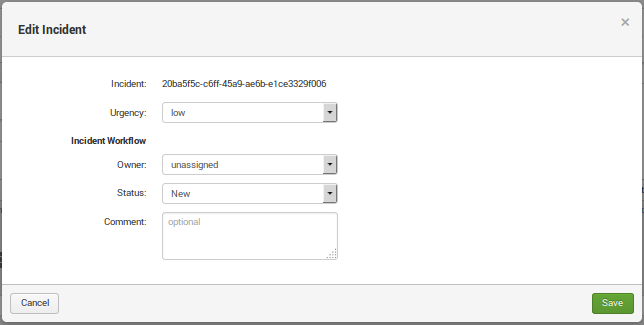 Edit Incident
×
Incident: 20ba5f5c-c6ff-45a9-ae6b-e1ce3329f006
Urgency: low
Incident Workflow
Owner: unassigned
Status: New
Comment: optional
Cancel Save